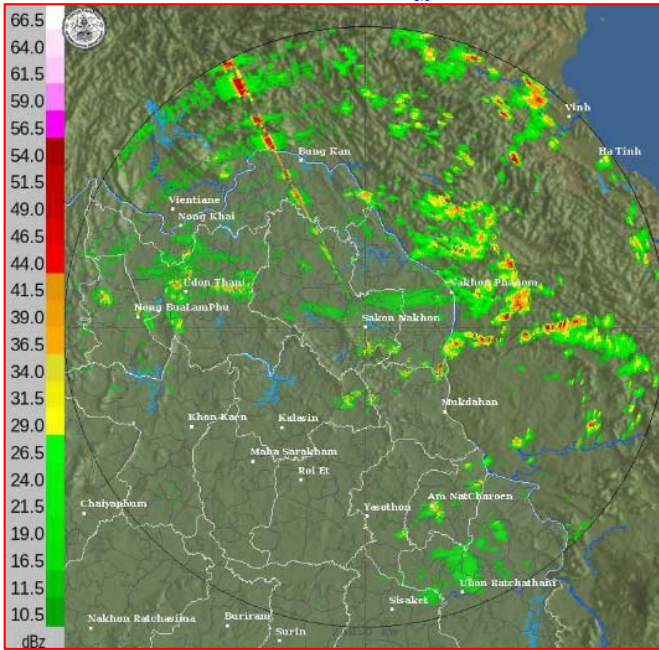 66.5
64.0
61.5
59.0
56.5
54.0
51.5
49.0
46.5
44.0
41.5
39.0
36.5
34.0
31.5
29.0
26.5
24.0
21.5
19.0
16.5
11.5
10.5
dBz
Vinh
Ha Tinh
Bung Kan
Vientiane
Nong Khai
Udon Thani
Nakhon Phanom
Nong BuaLamPhu
Sakon Nakhon
Mukdahan
Khon Kaen
Kalasin
Maha Sarakham
Roi Et
Chaiyaphum
Yasothon
Am NatCharoen
Ubon Ratchathani
Sisaket
Nakhon Ratchasima
Buriram
Surin